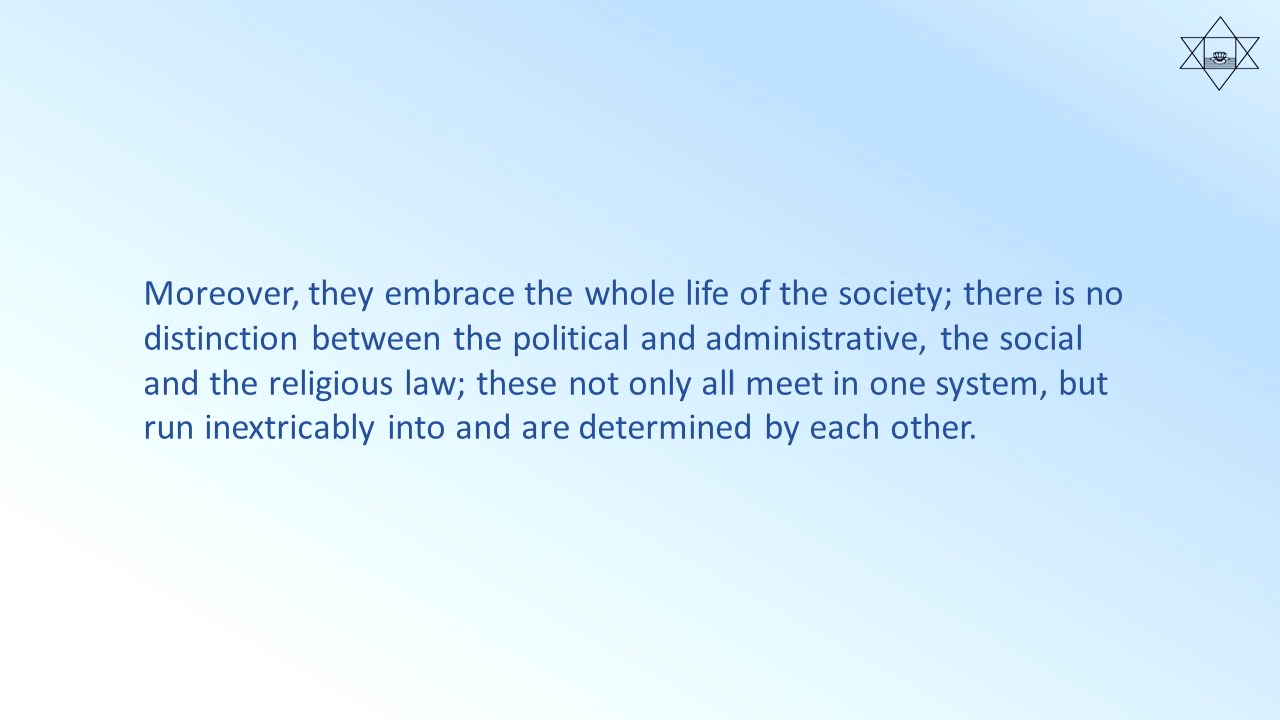 Moreover, they embrace the whole life of the society; there is no
distinction between the political and administrative, the social
and the religious law; these not only all meet in one system, but
run inextricably into and are determined by each other.